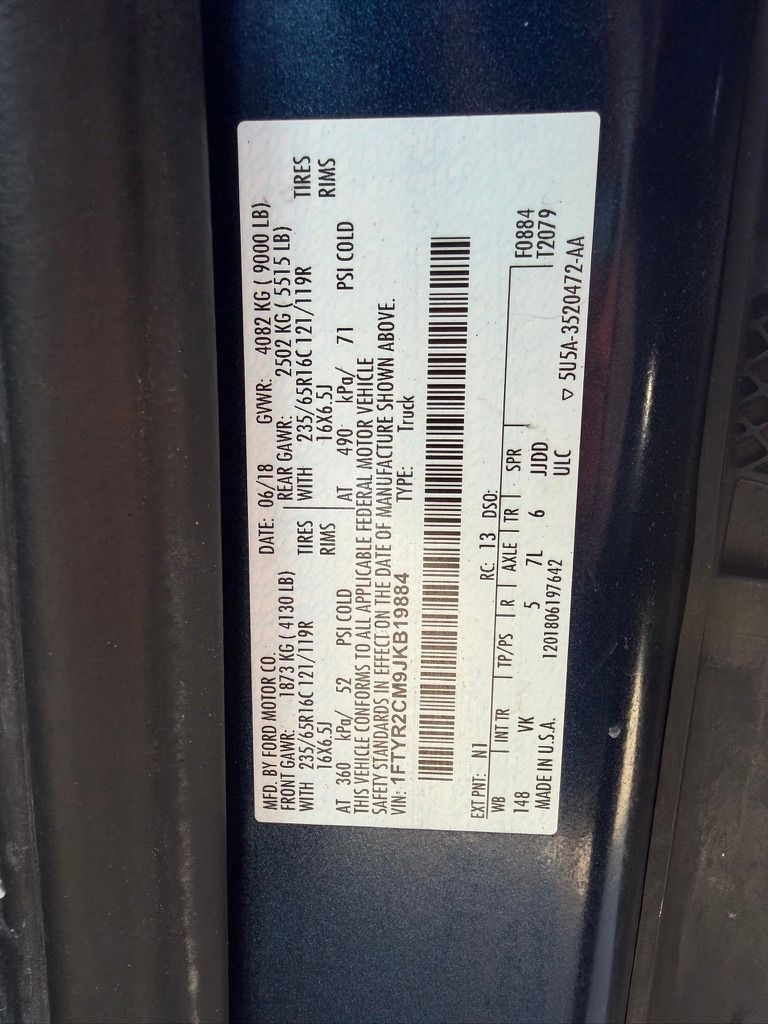 MFD. BY FORD MOTOR CO. DATE: 06/18 GVWR: 4082 KG ( 9000 LB)
FRONT GAWR: 1873 KG ( 4130 LB) REAR GAWR: 2502 KG ( 5515 LB)
WITH 235/65R16C 121/119R TIRES WITH 235/65R16C 121/119R TIRES
16X6.5J RIMS 16X6.5J RIMS
AT 360 kPa/ 52 PSI COLD AT 490 kPa/ 71 PSI COLD
THIS VEHICLE CONFORMS TO ALL APPLICABLE FEDERAL MOTOR VEHICLE
SAFETY STANDARDS IN EFFECT ON THE DATE OF MANUFACTURE SHOWN ABOVE.
VIN: 1FTYR2CM9JKB19884 TYPE: Truck
EXT PNT: N1 RC: 13 DSO:
WB INT TR TP/PS R AXLE TR SPR F0884
148 VK 5 7L 6 JJDD T2079
MADE IN U.S.A. 1201806197642 ULC ▽ 5U5A-3520472-AA